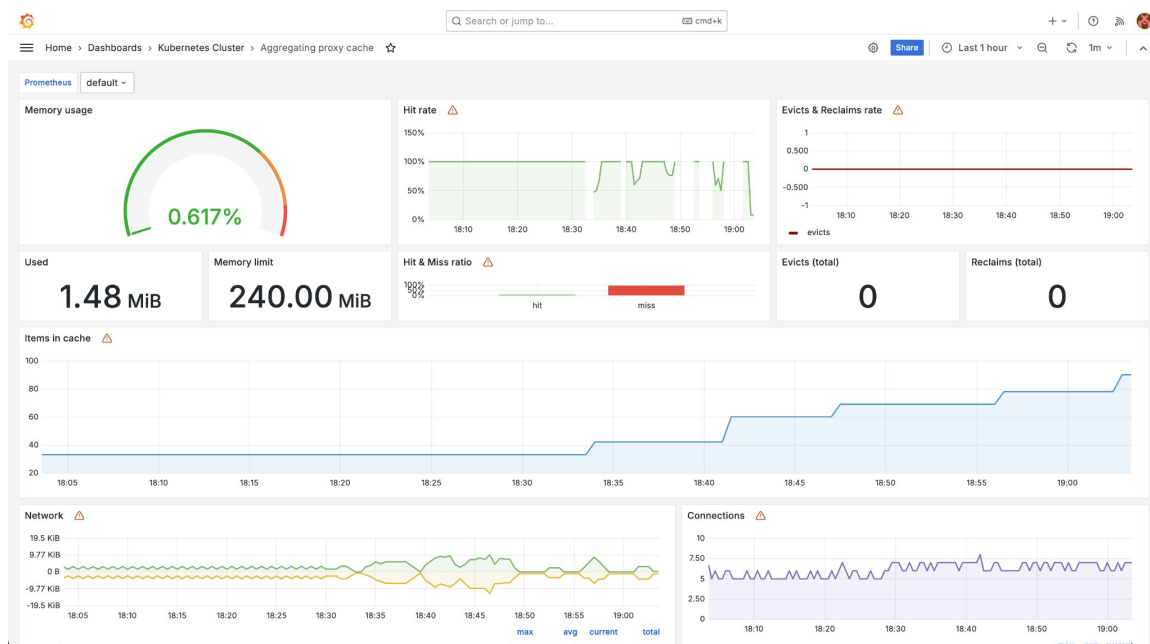 Search or jump to...
cmd+k
Home › Dashboards › Kubernetes Cluster › Aggregating proxy cache
Share
Last 1 hour
1m
Prometheus
default
Memory usage
0.617%
Hit rate
150%
100%
50%
0%
18:10 18:20 18:30 18:40 18:50 19:00
Evicts & Reclaims rate
1
0.500
0
-0.500
-1
18:10 18:20 18:30 18:40 18:50 19:00
evicts
Used
1.48 MiB
Memory limit
240.00 MiB
Hit & Miss ratio
100%
50%
0%
hit miss
Evicts (total)
0
Reclaims (total)
0
Items in cache
100
80
60
40
20
18:05 18:10 18:15 18:20 18:25 18:30 18:35 18:40 18:45 18:50 18:55 19:00
Network
19.5 KiB
9.77 KiB
0 B
-9.77 KiB
-19.5 KiB
18:05 18:10 18:15 18:20 18:25 18:30 18:35 18:40 18:45 18:50 18:55 19:00
max avg current total
Connections
10
7.50
5
2.50
0
18:10 18:20 18:30 18:40 18:50 19:00